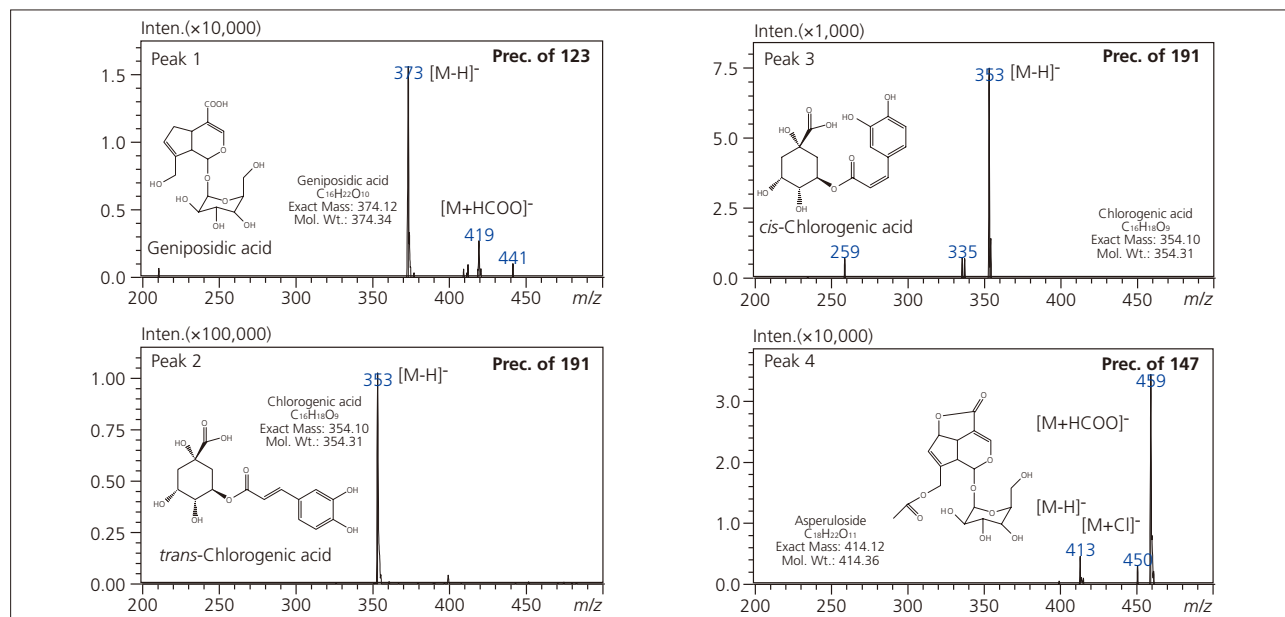 Inten.(×10,000)
Peak 1
Prec. of 123
1.5
1.0
0.5
0.0
373
[M-H]⁻
COOH
O
HO
O
OH
O
HO
OH
OH
Geniposidic acid
C₁₆H₂₂O₁₀
Exact Mass: 374.12
Mol. Wt.: 374.34
[M+HCOO]⁻
419
441
Geniposidic acid
200 250 300 350 400 450 m/z
Inten.(×1,000)
Peak 3
Prec. of 191
7.5
5.0
2.5
0.0
353
[M-H]⁻
OH
HO
O
HO
OH
O
HO
O
OH
cis-Chlorogenic acid
Chlorogenic acid
C₁₆H₁₈O₉
Exact Mass: 354.10
Mol. Wt.: 354.31
259
335
200 250 300 350 400 450 m/z
Inten.(×100,000)
Peak 2
Prec. of 191
1.00
0.75
0.50
0.25
0.00
353
[M-H]⁻
Chlorogenic acid
C₁₆H₁₈O₉
Exact Mass: 354.10
Mol. Wt.: 354.31
O
HO
OH
O
OH
HO
O
OH
OH
trans-Chlorogenic acid
200 250 300 350 400 450 m/z
Inten.(×10,000)
Peak 4
Prec. of 147
3.0
2.0
1.0
0.0
459
[M+HCOO]⁻
O
O
O
O
O
OH
O
O
HO
OH
OH
[M-H]⁻
[M+Cl]⁻
413
450
Asperuloside
C₁₈H₂₂O₁₁
Exact Mass: 414.12
Mol. Wt.: 414.36
200 250 300 350 400 450 m/z